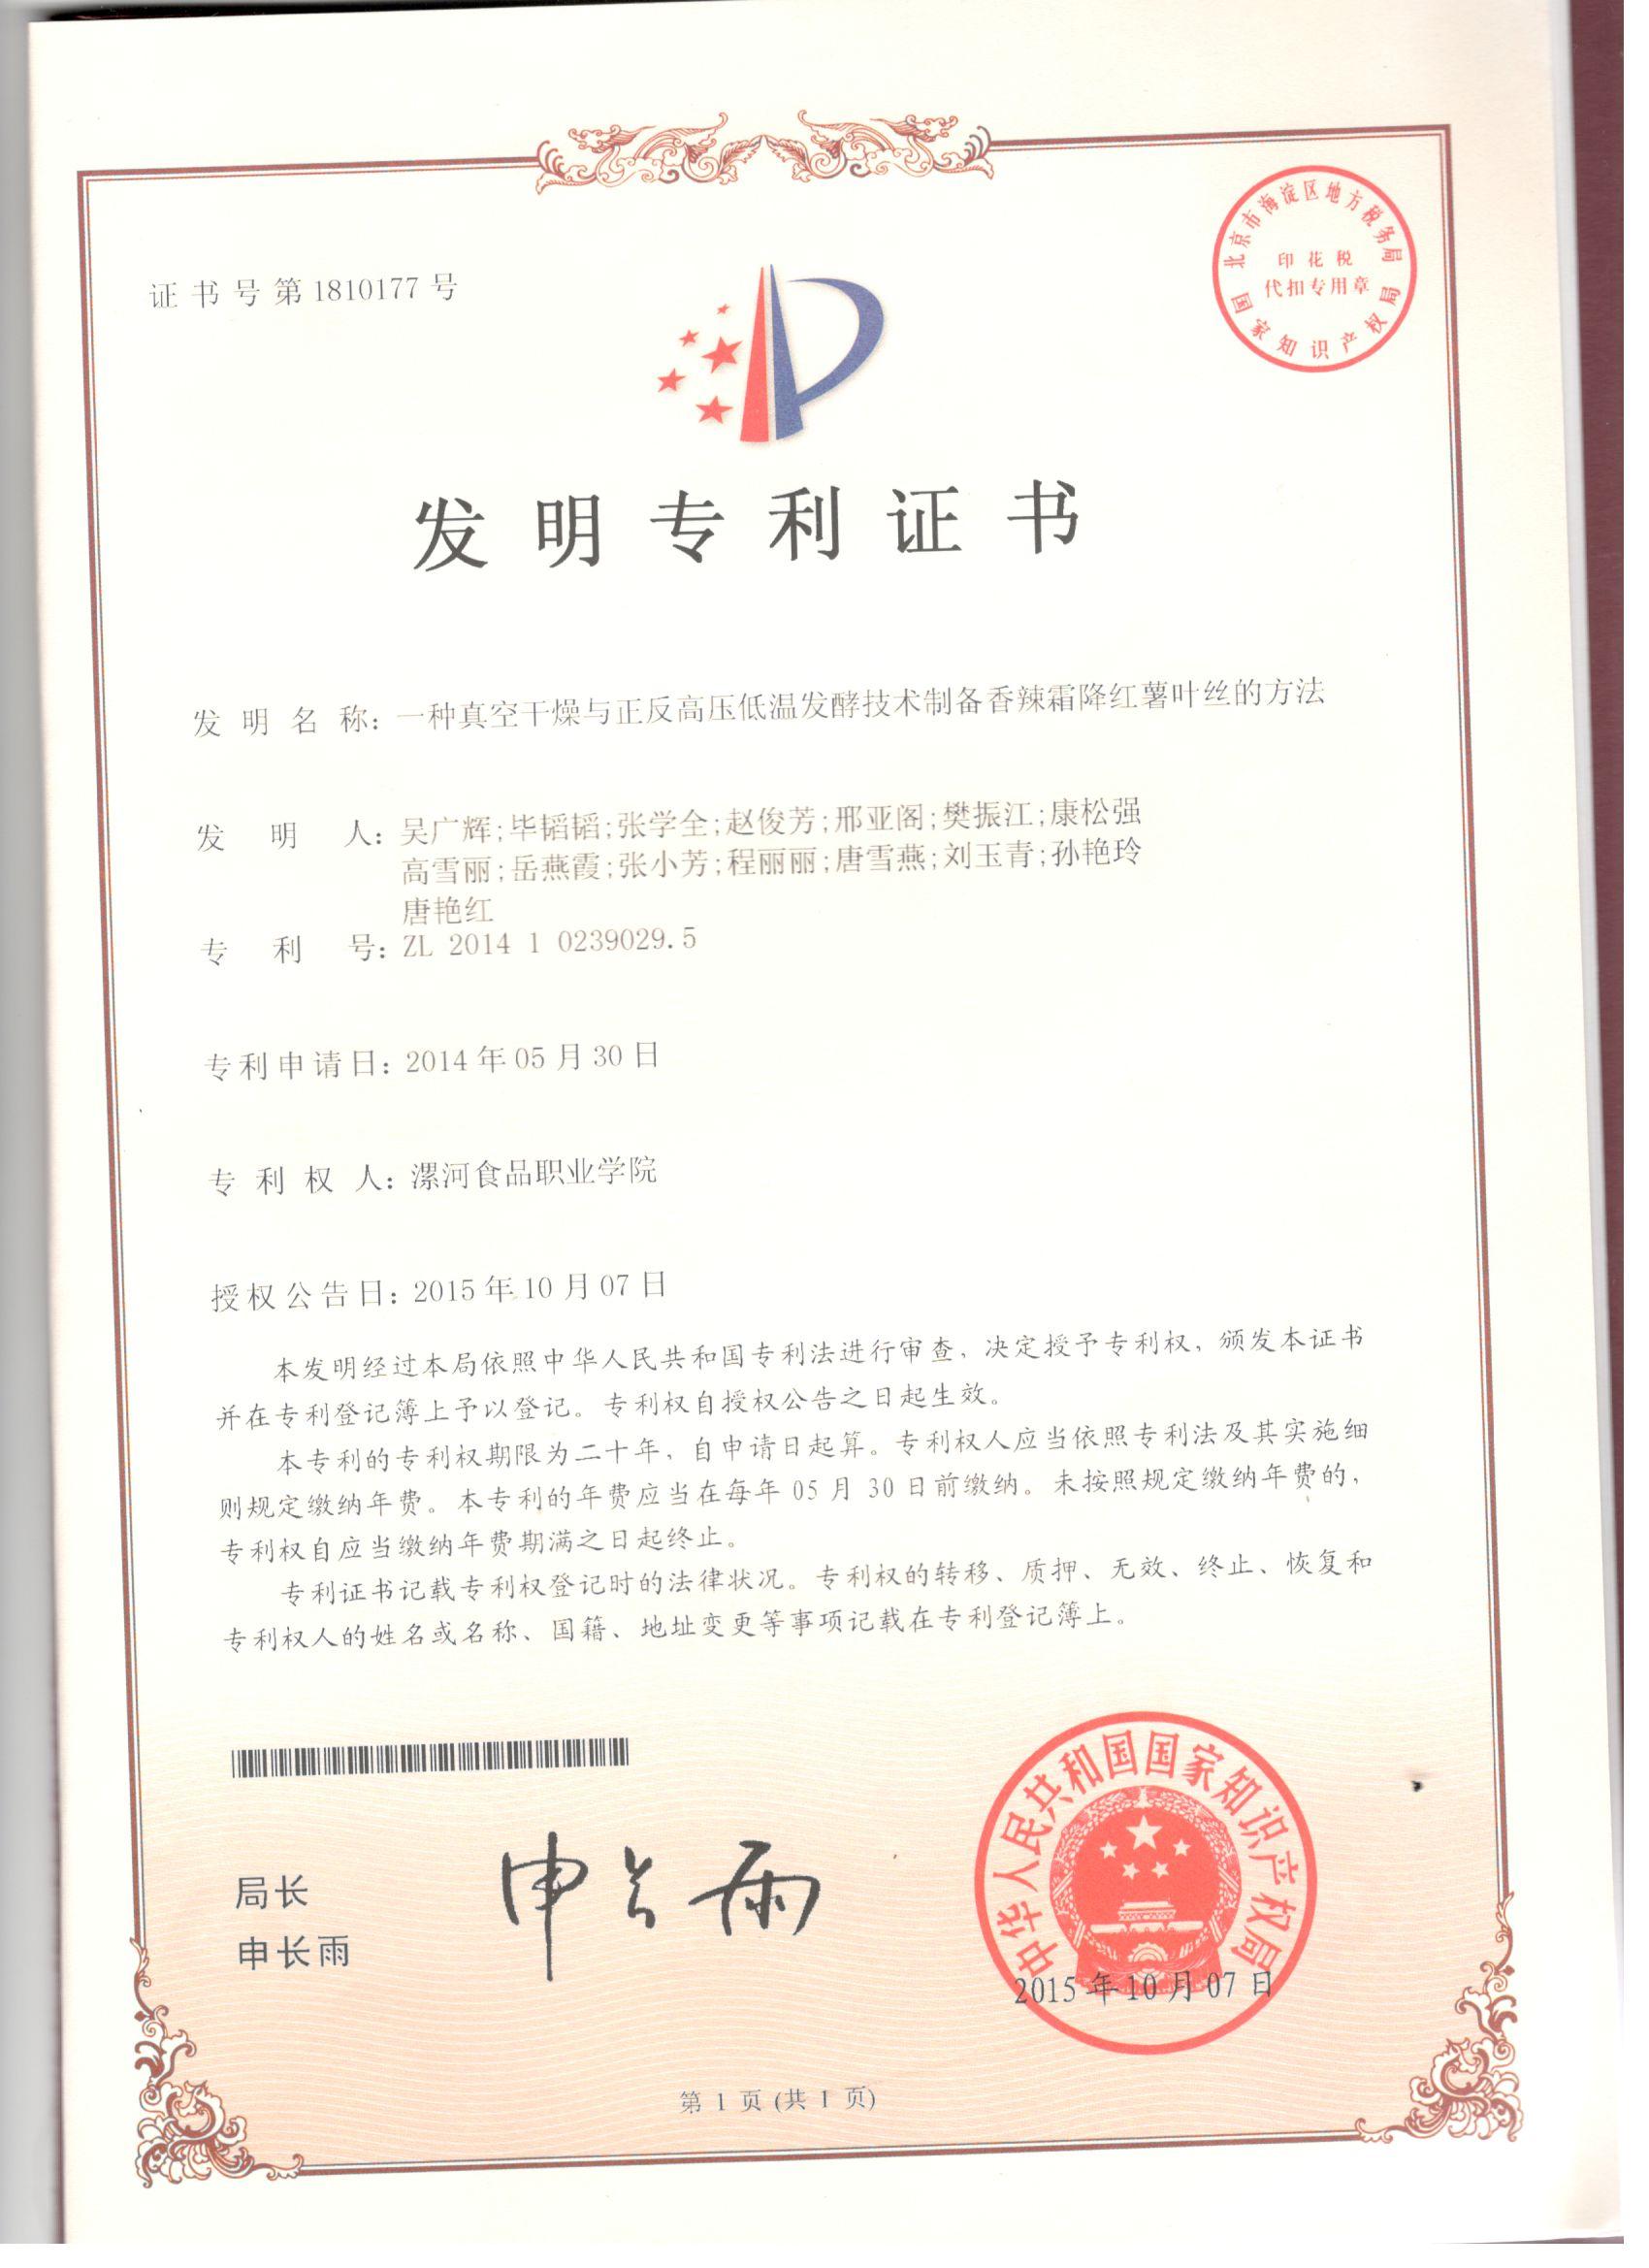 证书号第1810177号
北京市海淀区地方税务局
印花税
代扣专用章
国家知识产权局
发明专利证书
发明名称：一种真空干燥与正反高压低温发酵技术制备香辣霜降红薯叶丝的方法
发明人：吴广辉;毕韬韬;张学全;赵俊芳;邢亚阁;樊振江;康松强
高雪丽;岳燕霞;张小芳;程丽丽;唐雪燕;刘玉青;孙艳玲
唐艳红
专利号：ZL 2014 1 0239029.5
专利申请日：2014年05月30日
专利权人：漯河食品职业学院
授权公告日：2015年10月07日
本发明经过本局依照中华人民共和国专利法进行审查，决定授予专利权，颁发本证书
并在专利登记簿上予以登记。专利权自授权公告之日起生效。
本专利的专利权期限为二十年，自申请日起算。专利权人应当依照专利法及其实施细
则规定缴纳年费。本专利的年费应当在每年05月30日前缴纳。未按照规定缴纳年费的，
专利权自应当缴纳年费期满之日起终止。
专利证书记载专利权登记时的法律状况。专利权的转移、质押、无效、终止、恢复和
专利权人的姓名或名称、国籍、地址变更等事项记载在专利登记簿上。
局长
申长雨
申长雨
中华人民共和国国家知识产权局
2015年10月07日
第1页(共1页)